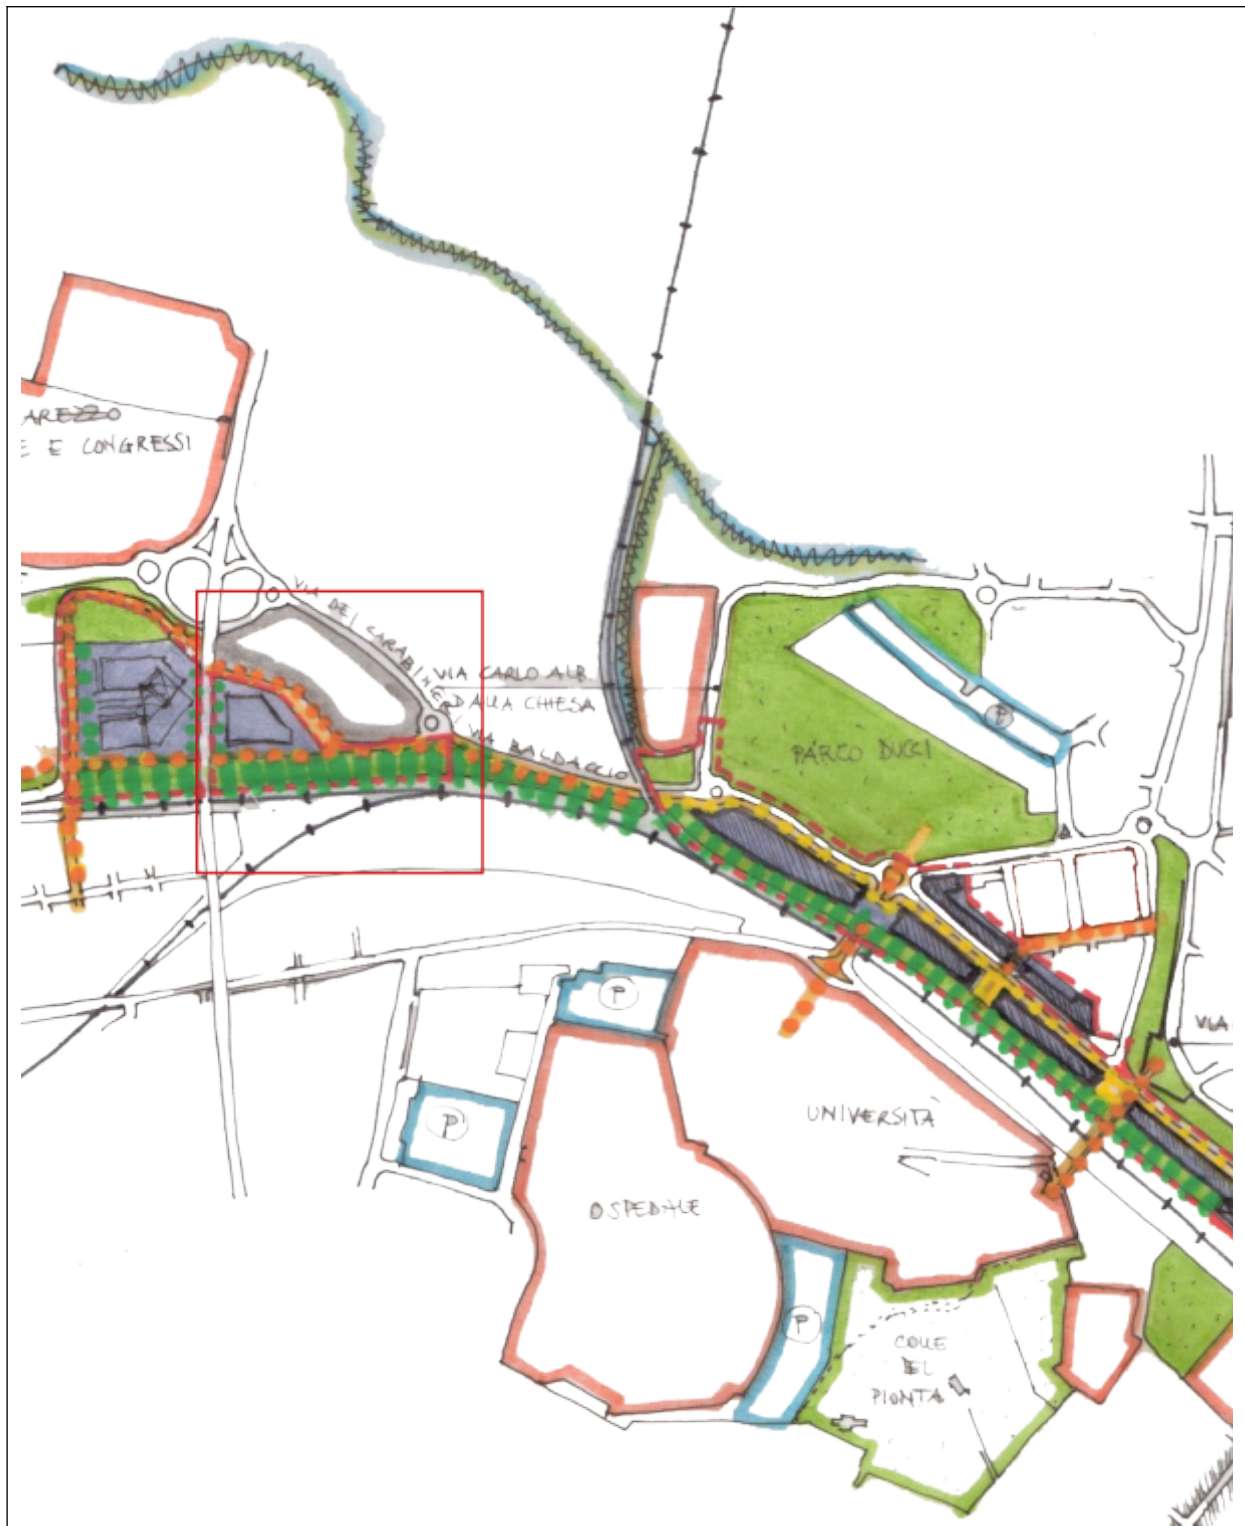 AREZZO
E E CONGRESSI
VIA DEI CARABINIERI
VIA CARLO ALB.
DALLA CHIESA
VIA BALDACCIO
P
PARCO DUCCI
P
P
VIA
UNIVERSITÀ
OSPEDALE
P
COLLE
DEL
PIONTA